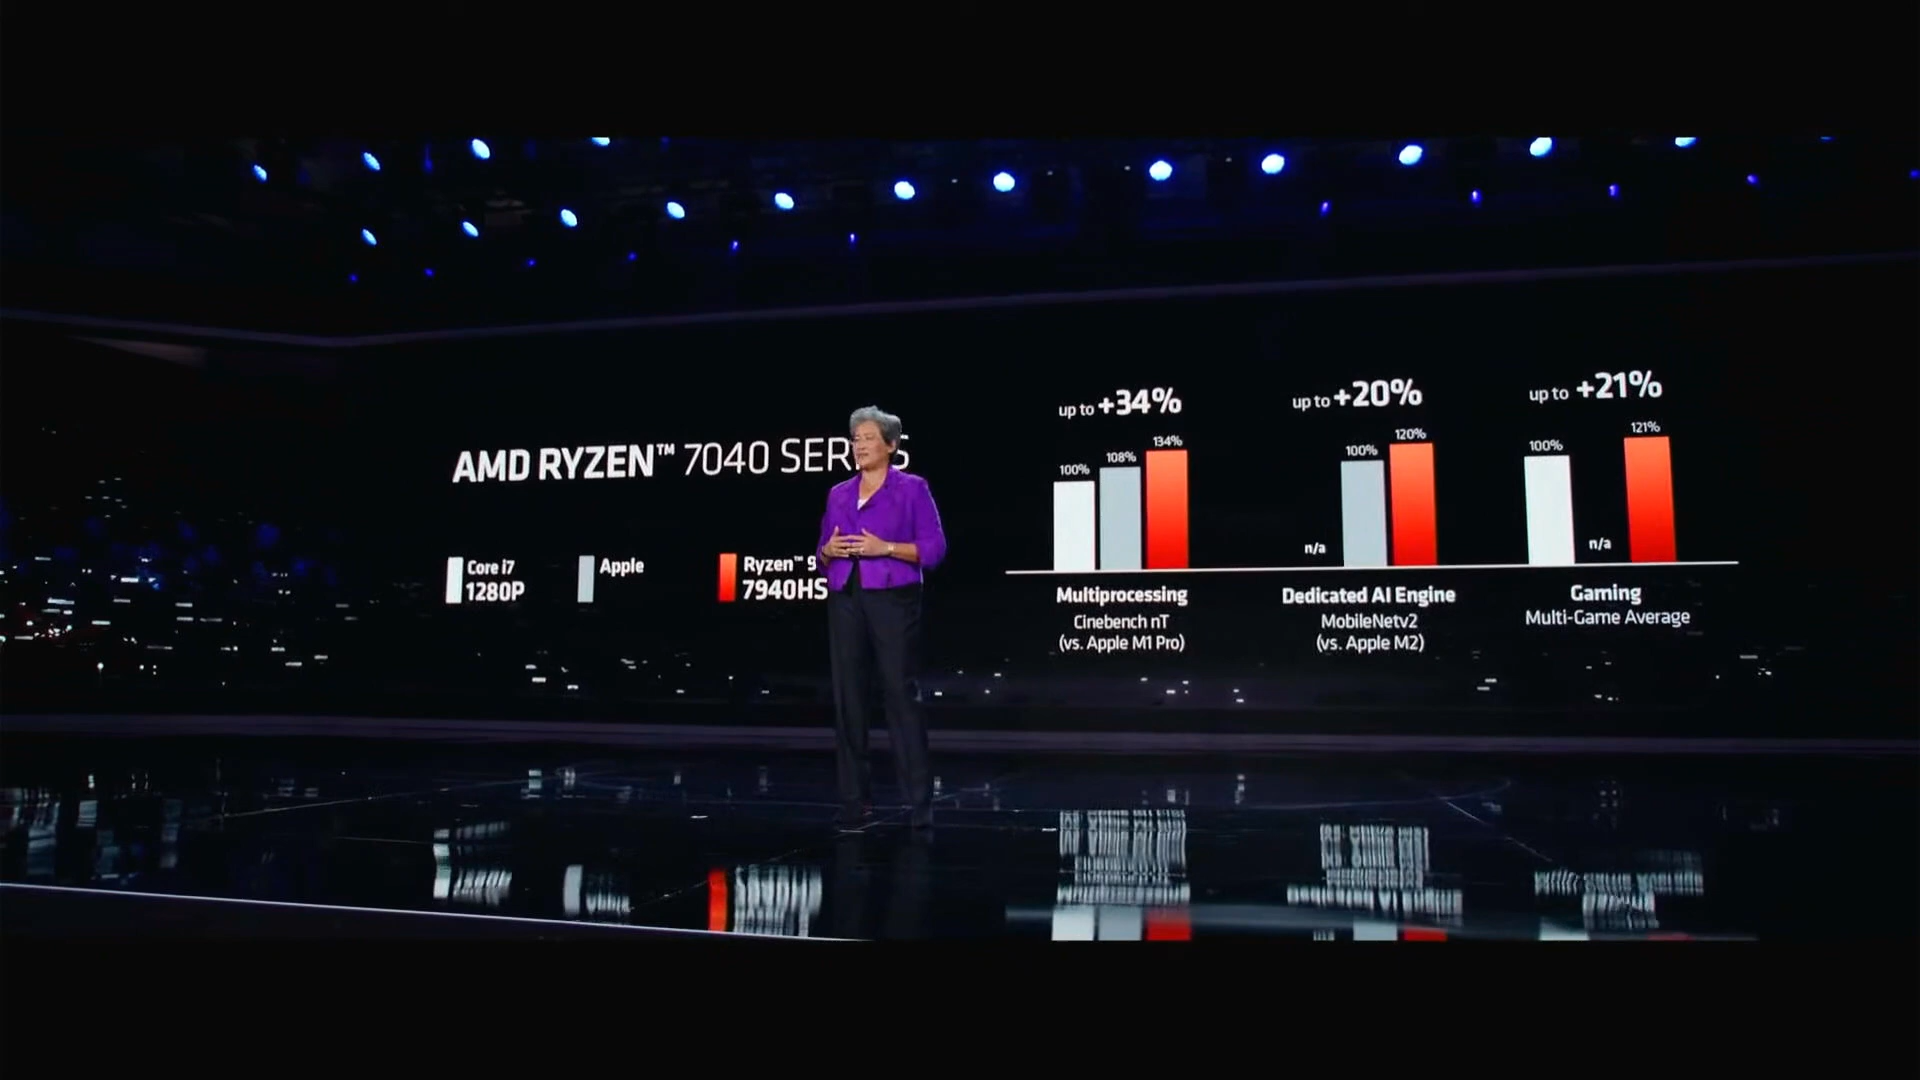 AMD RYZEN™ 7040 SERIES
Core i7
1280P
Apple
Ryzen™ 9
7940HS
up to +34%
100%
108%
134%
Multiprocessing
Cinebench nT
(vs. Apple M1 Pro)
up to +20%
n/a
100%
120%
Dedicated AI Engine
MobileNetv2
(vs. Apple M2)
up to +21%
100%
n/a
121%
Gaming
Multi-Game Average